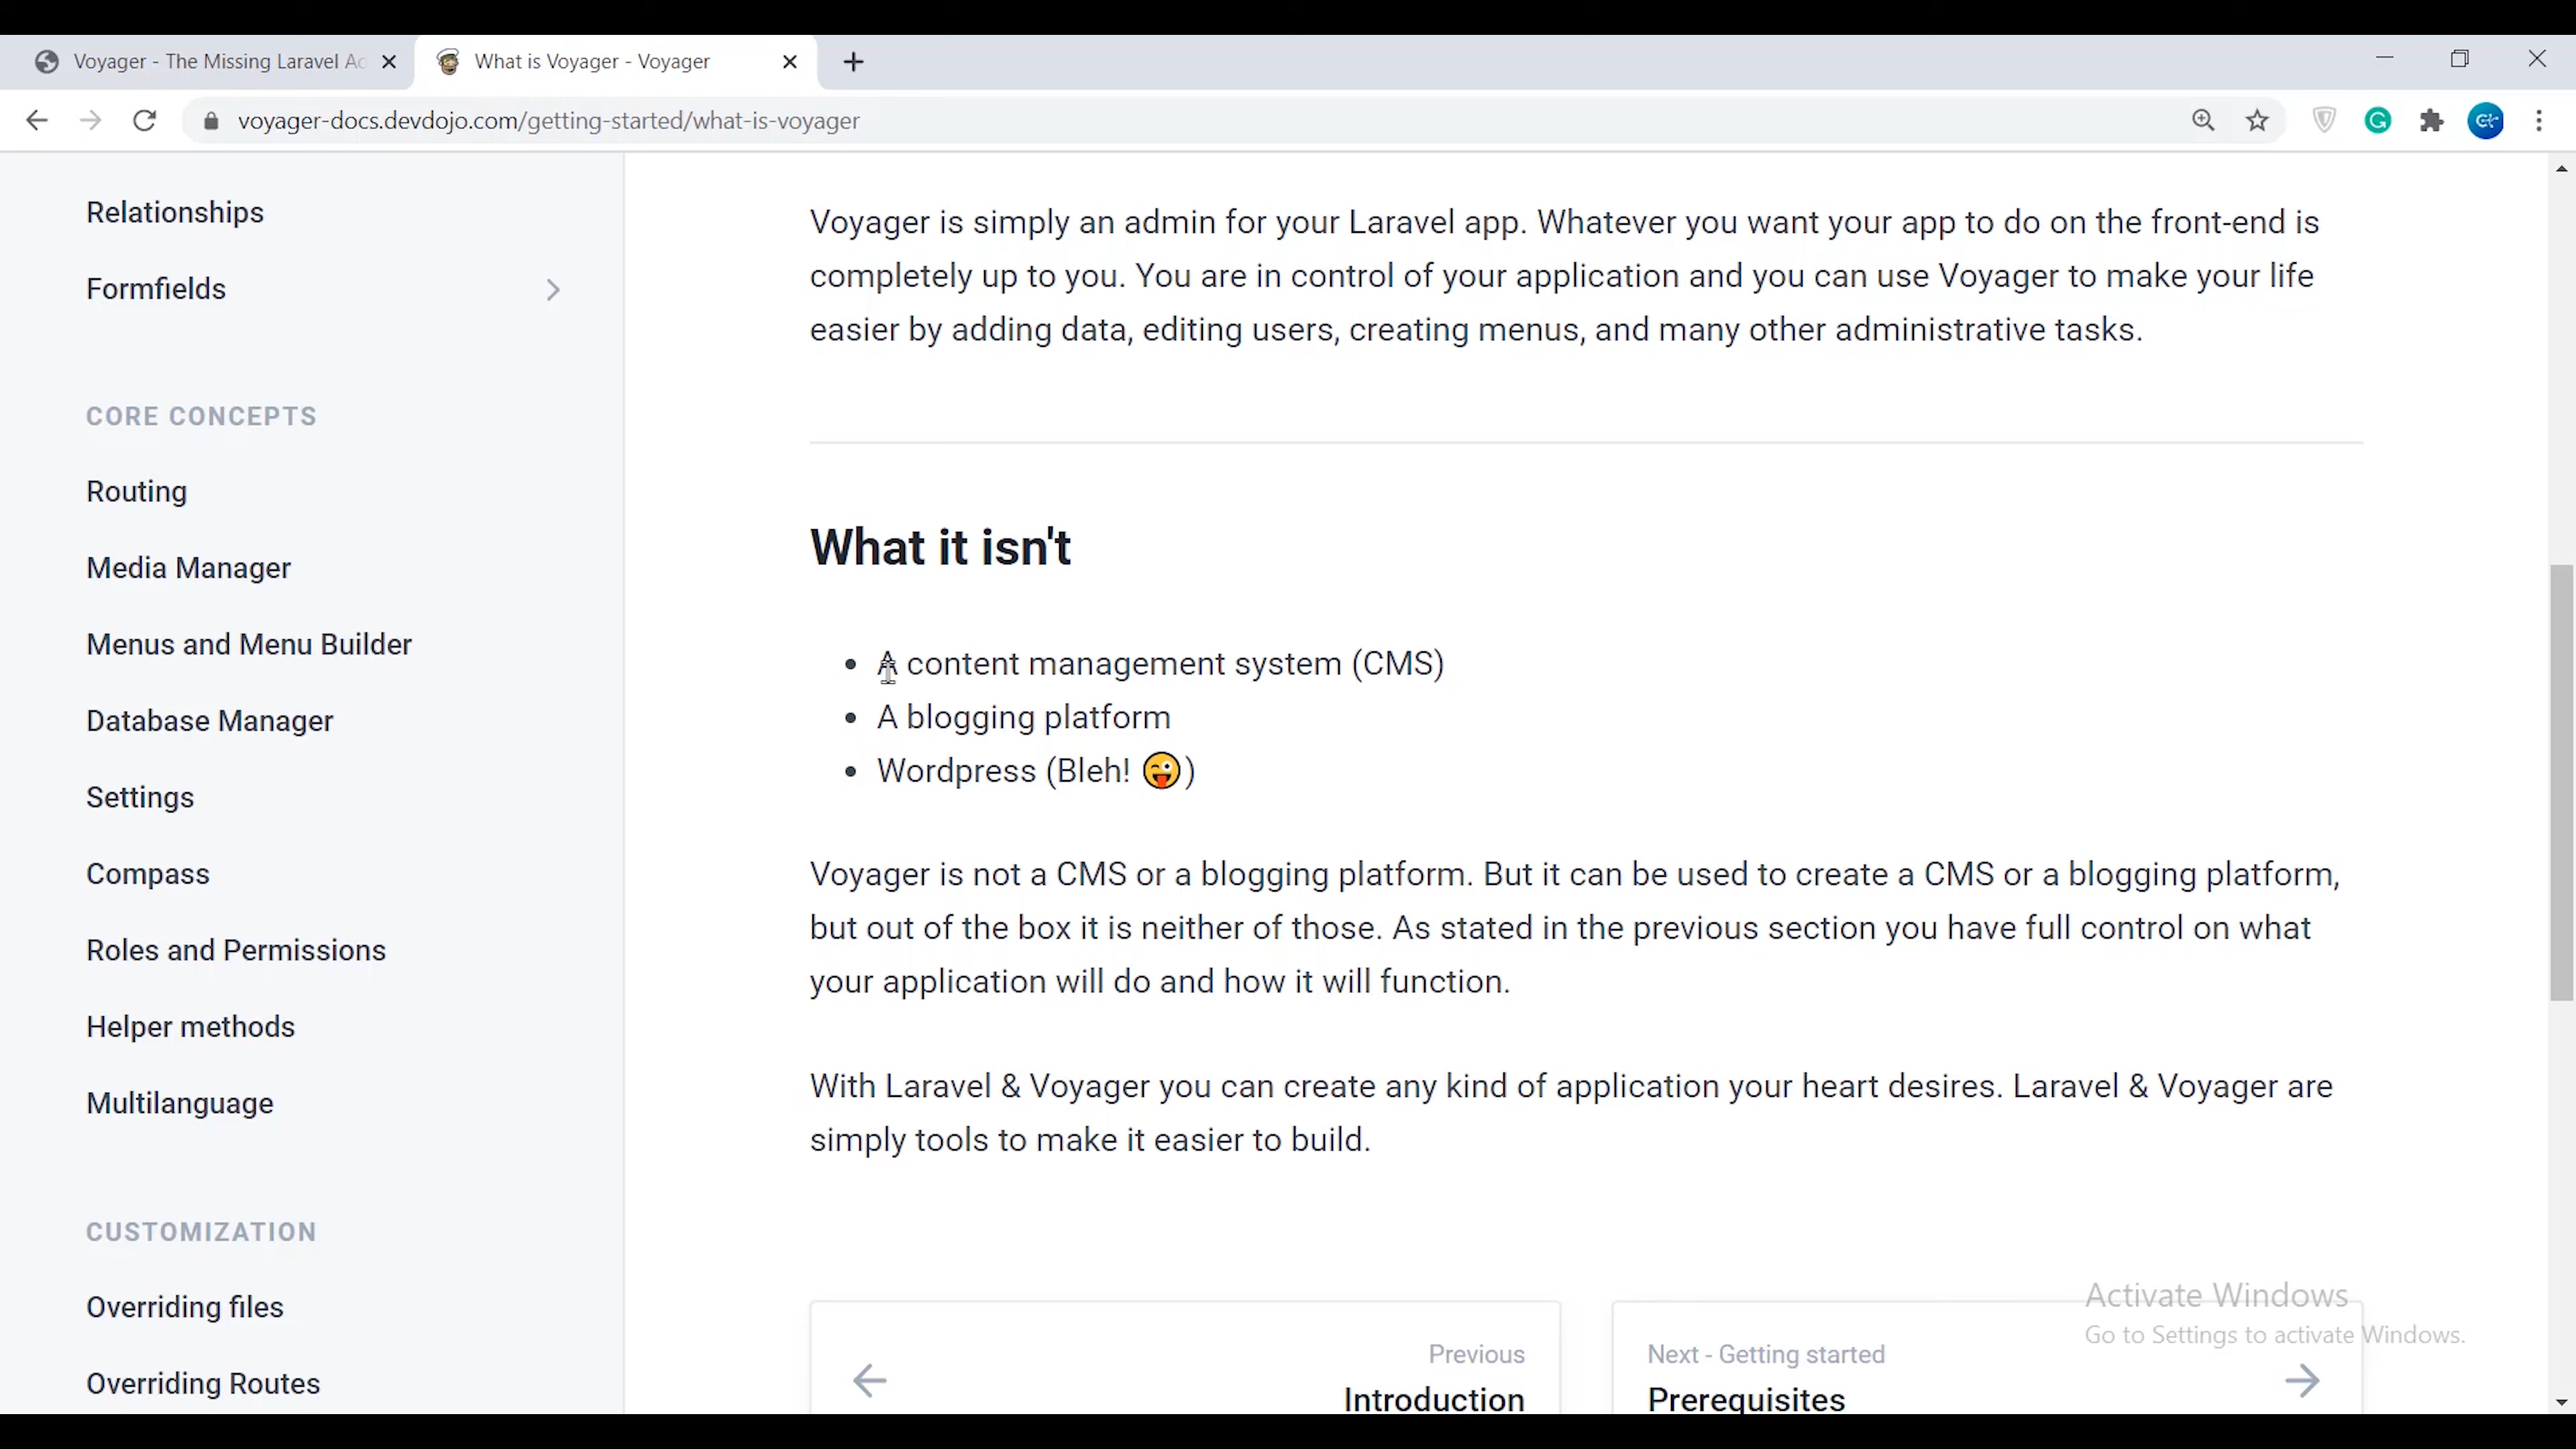 Voyager - The Missing Laravel Ad
What is Voyager - Voyager
voyager-docs.devdojo.com/getting-started/what-is-voyager
Relationships
Formfields
CORE CONCEPTS
Routing
Media Manager
Menus and Menu Builder
Database Manager
Settings
Compass
Roles and Permissions
Helper methods
Multilanguage
CUSTOMIZATION
Overriding files
Overriding Routes
Voyager is simply an admin for your Laravel app. Whatever you want your app to do on the front-end is
completely up to you. You are in control of your application and you can use Voyager to make your life
easier by adding data, editing users, creating menus, and many other administrative tasks.
What it isn't
• A content management system (CMS)
• A blogging platform
• Wordpress (Bleh! 😜)
Voyager is not a CMS or a blogging platform. But it can be used to create a CMS or a blogging platform,
but out of the box it is neither of those. As stated in the previous section you have full control on what
your application will do and how it will function.
With Laravel & Voyager you can create any kind of application your heart desires. Laravel & Voyager are
simply tools to make it easier to build.
Previous
Introduction
Next - Getting started
Prerequisites
Activate Windows
Go to Settings to activate Windows.